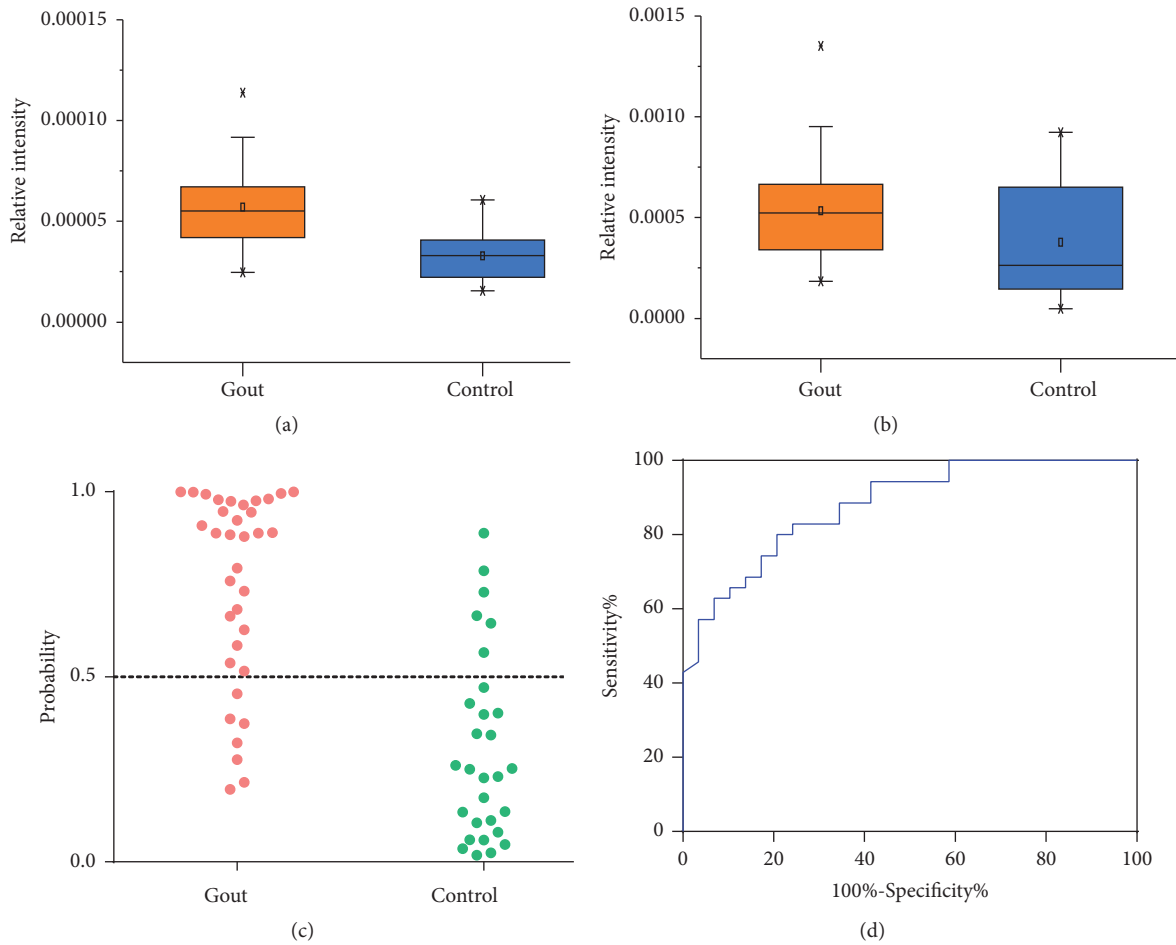 0.00015
0.00010
0.00005
0.00000
Relative intensity
Gout
Control
(a)
0.0015
0.0010
0.0005
0.0000
Relative intensity
Gout
Control
(b)
1.0
0.5
0.0
Probability
Gout
Control
(c)
100
80
60
40
20
0
Sensitivity%
0 20 40 60 80 100
100%-Specificity%
(d)